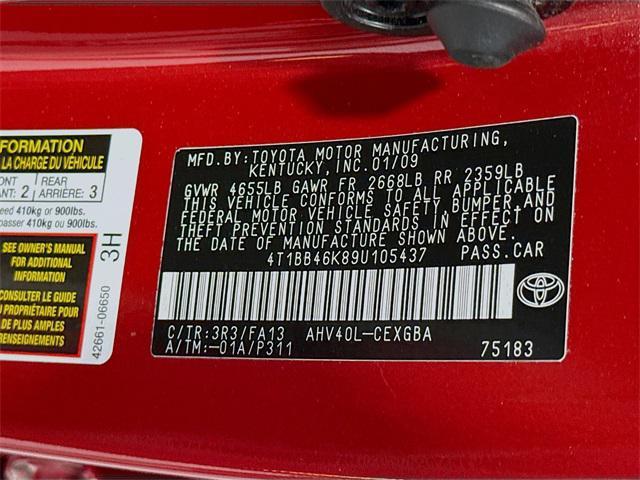 FORMATION
LA CHARGE DU VÉHICULE
ONT
ANT: 2
REAR
ARRIÈRE: 3
eed 410kg or 900lbs.
passer 410kg ou 900lbs.
SEE OWNER'S MANUAL
FOR ADDITIONAL
INFORMATION
CONSULTER LE GUIDE
DU PROPRIÉTAIRE POUR
DE PLUS AMPLES
RENSEIGNEMENTS
3H
42661-06650
MFD.BY:TOYOTA MOTOR MANUFACTURING,
KENTUCKY, INC.01/09
GVWR 4655LB GAWR FR 2668LB RR 2359LB
THIS VEHICLE CONFORMS TO ALL APPLICABLE
FEDERAL MOTOR VEHICLE SAFETY,BUMPER,AND
THEFT PREVENTION STANDARDS IN EFFECT ON
THE DATE OF MANUFACTURE SHOWN ABOVE.
4T1BB46K89U105437 PASS.CAR
C/TR:3R3/FA13 AHV40L-CEXGBA
A/TM:-01A/P311 75183
TOYOTA